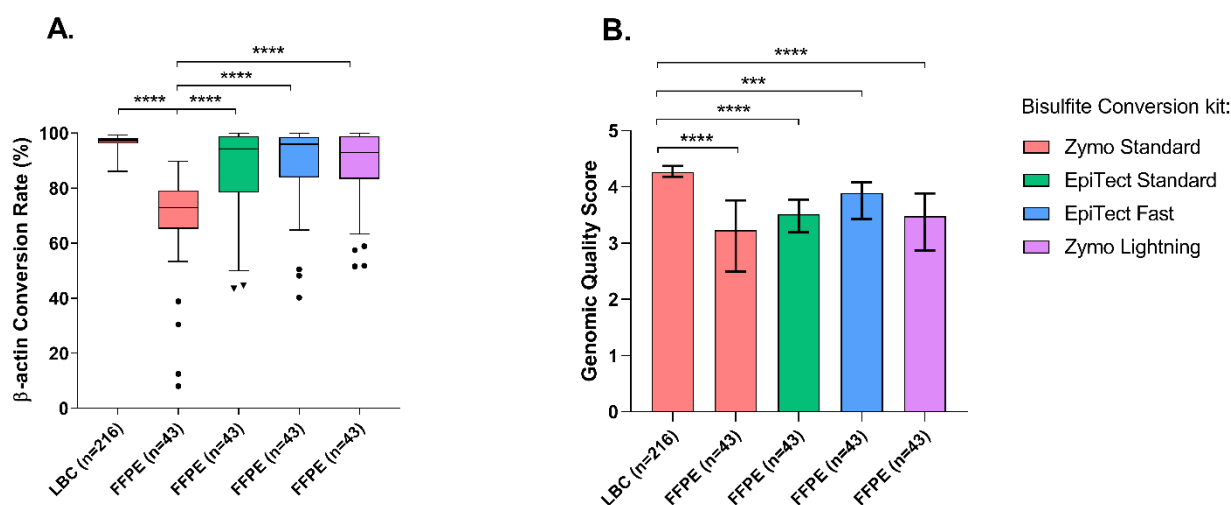 A.
****
****
****
****
β-actin Conversion Rate (%)
100
80
60
40
20
0
LBC (n=216)
FFPE (n=43)
FFPE (n=43)
FFPE (n=43)
FFPE (n=43)
B.
****
***
****
****
Genomic Quality Score
5
4
3
2
1
0
LBC (n=216)
FFPE (n=43)
FFPE (n=43)
FFPE (n=43)
FFPE (n=43)
Bisulfite Conversion kit:
Zymo Standard
EpiTect Standard
EpiTect Fast
Zymo Lightning